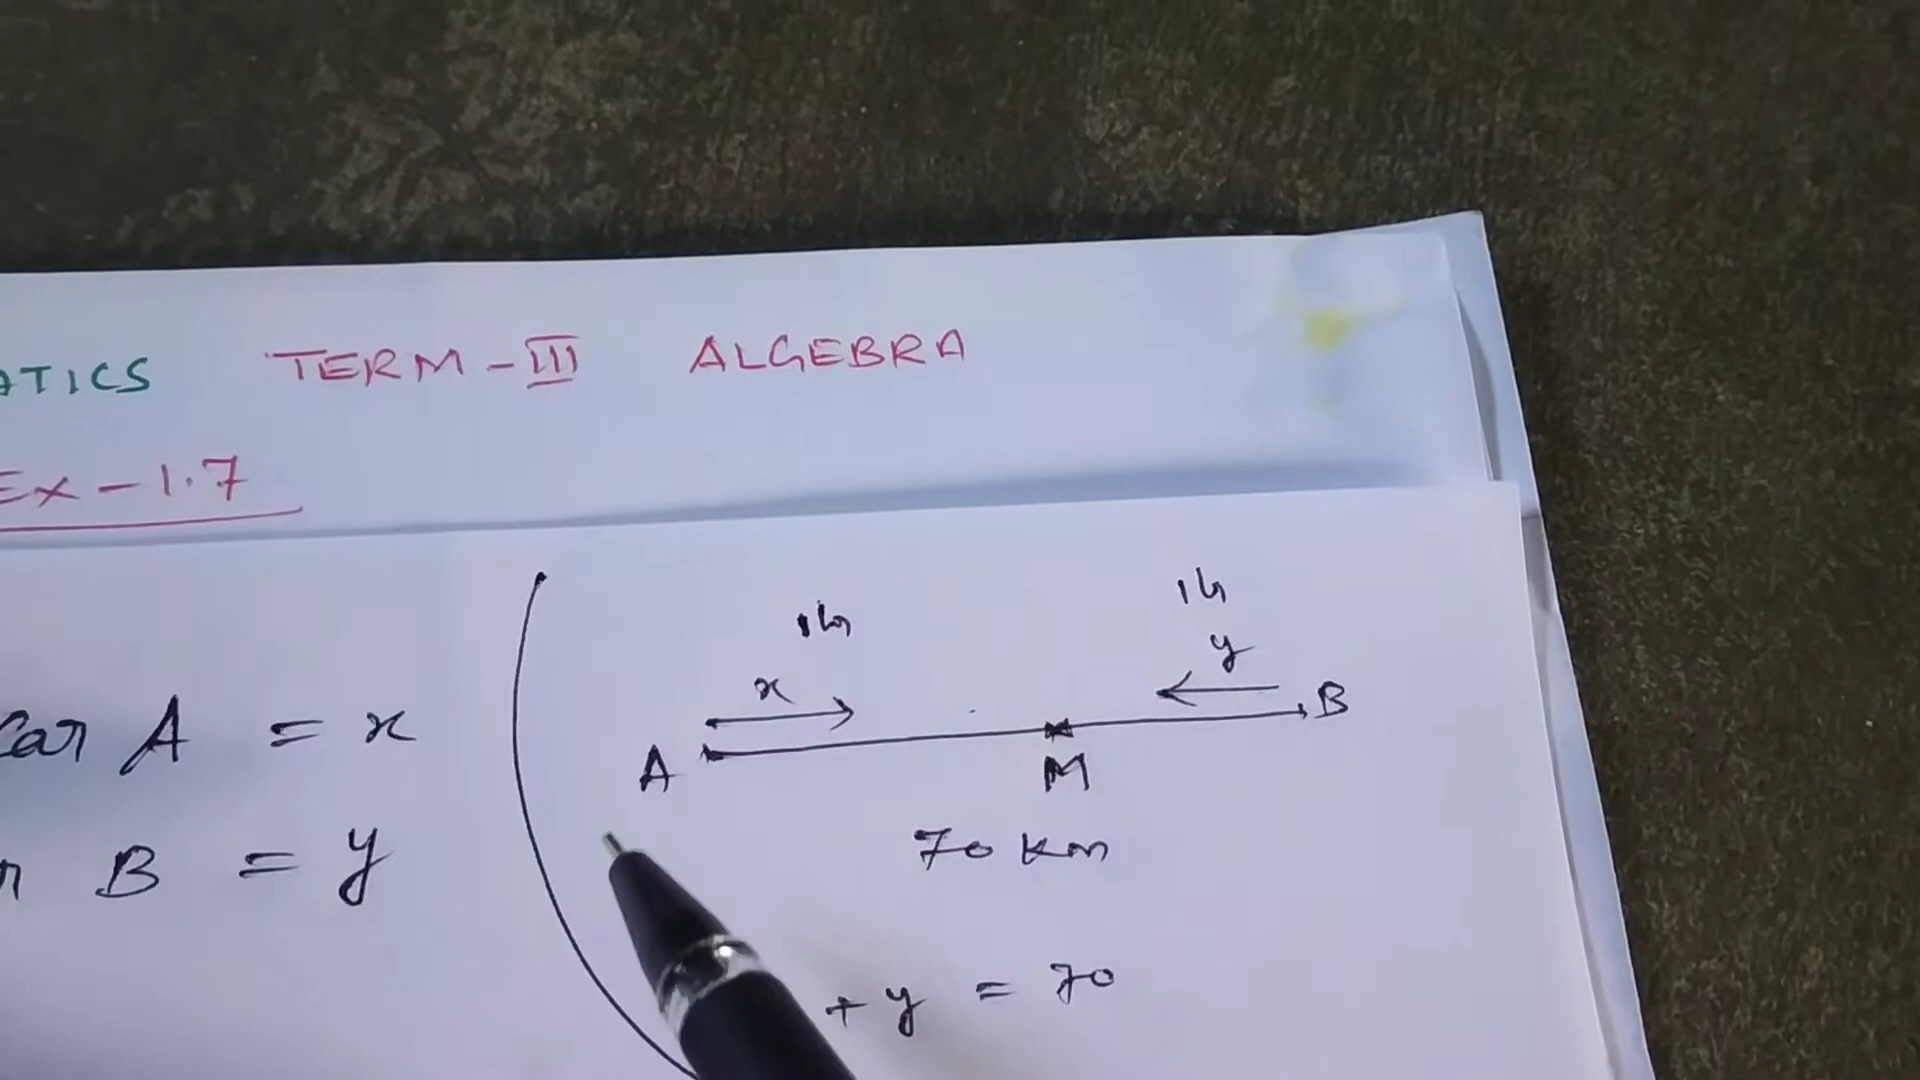 ATICS TERM - III ALGEBRA
Ex - 1.7
1h
1h
x
y
A
M
B
70 Km
Car A = x
B = y
+ y = 70